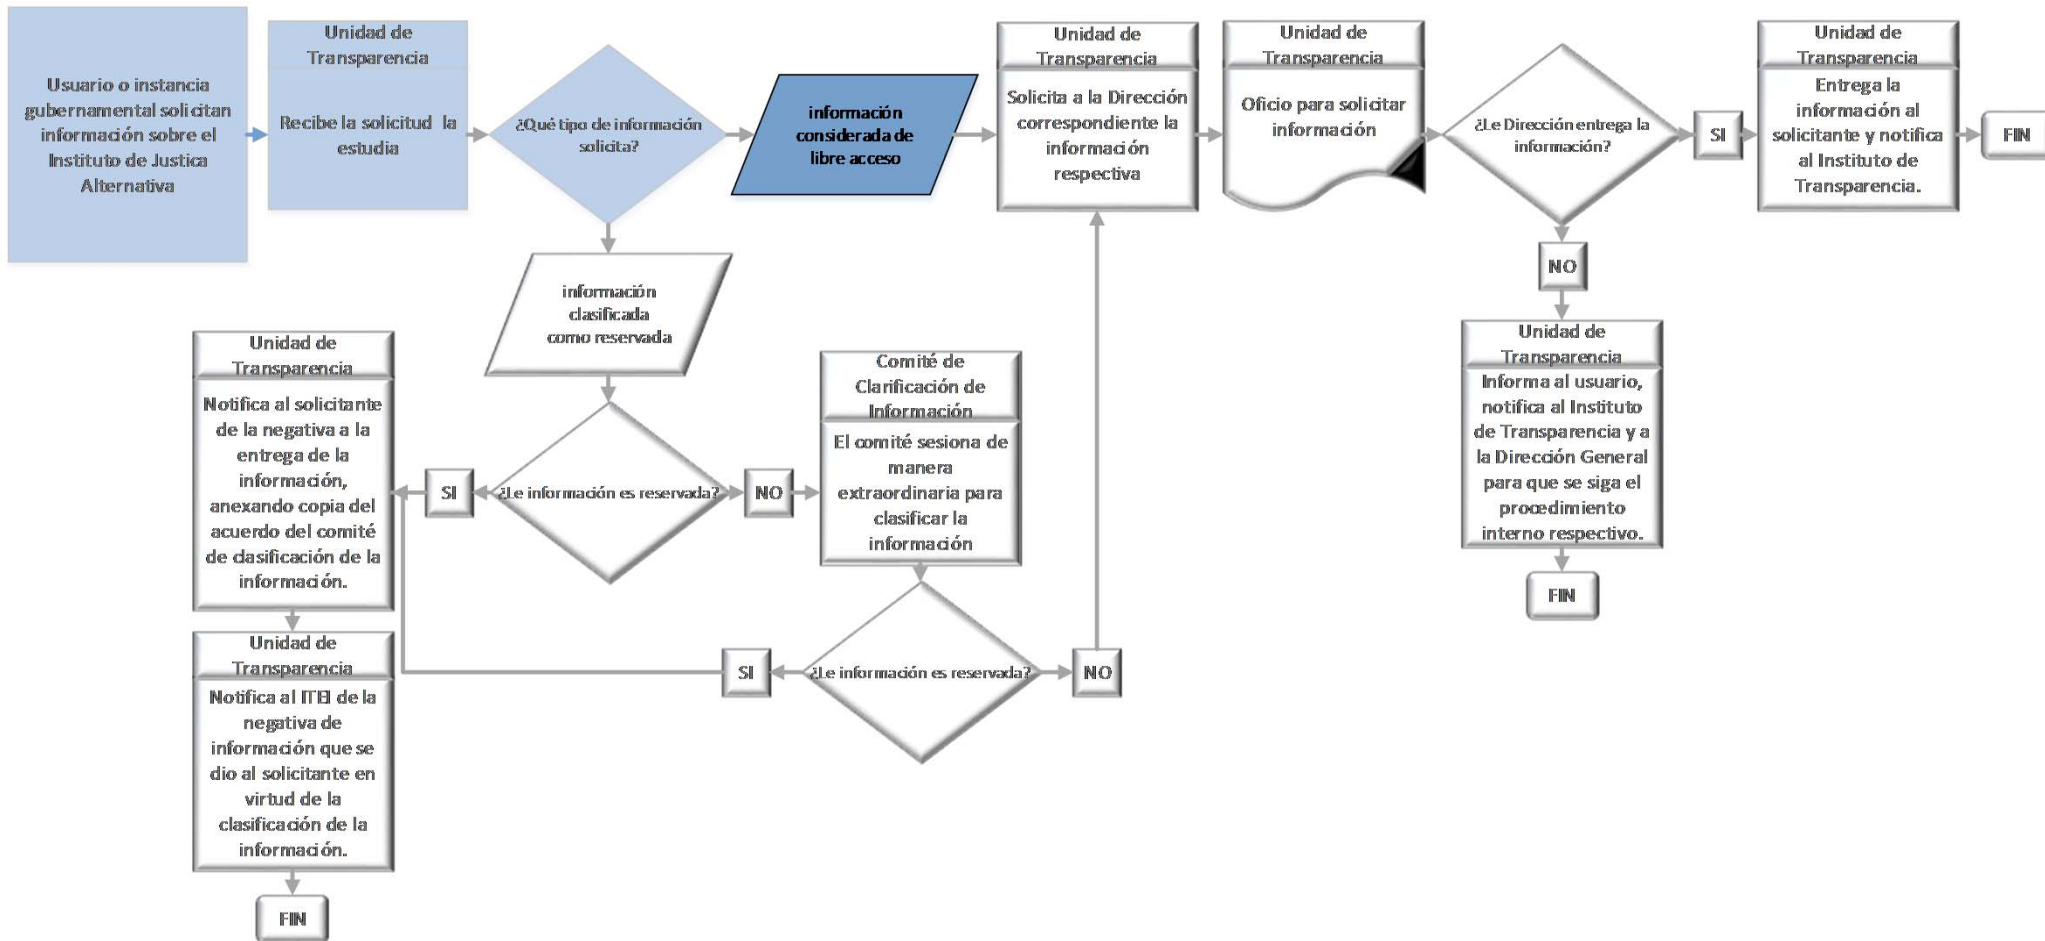 Usuario o instancia
gubernamental solicitan
información sobre el
Instituto de Justica
Alternativa
Unidad de
Transparencia
Recibe la solicitud la
estudia
¿Qué tipo de información
solicita?
información
considerada de
libre acceso
Unidad de
Transparencia
Solicita a la Dirección
correspondiente la
información
respectiva
Unidad de
Transparencia
Oficio para solicitar
información
¿Le Dirección entrega la
información?
SI
Unidad de
Transparencia
Entrega la
información al
solicitante y notifica
al Instituto de
Transparencia.
FIN
NO
Unidad de
Transparencia
Informa al usuario,
notifica al Instituto
de Transparencia y a
la Dirección General
para que se siga el
procedimiento
interno respectivo.
FIN
información
clasificada
como reservada
¿Le información es reservada?
SI
NO
Comité de
Clarificación de
Información
El comité sesiona de
manera
extraordinaria para
clasificar la
información
¿Le información es reservada?
SI
NO
Unidad de
Transparencia
Notifica al solicitante
de la negativa a la
entrega de la
información,
anexando copia del
acuerdo del comité
de clasificación de la
información.
Unidad de
Transparencia
Notifica al ITEI de la
negativa de
información que se
dio al solicitante en
virtud de la
clasificación de la
información.
FIN